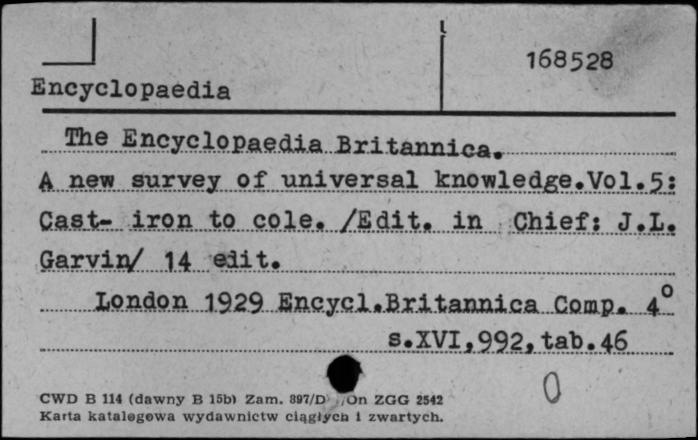 168528
Encyclopaedia
The Encyclopaedia Britannica.
A new survey of universal knowledge.Vol.5:
Cast- iron to cole. /Edit. in Chief: J.L.
Garvin/ 14 edit.
London 1929 Encycl.Britannica Comp. 4°
s.XVI,992,tab.46
0
CWD B 114 (dawny B 15b) Zam. 897/D On ZGG 2542
Karta katalogowa wydawnictw ciągłych i zwartych.